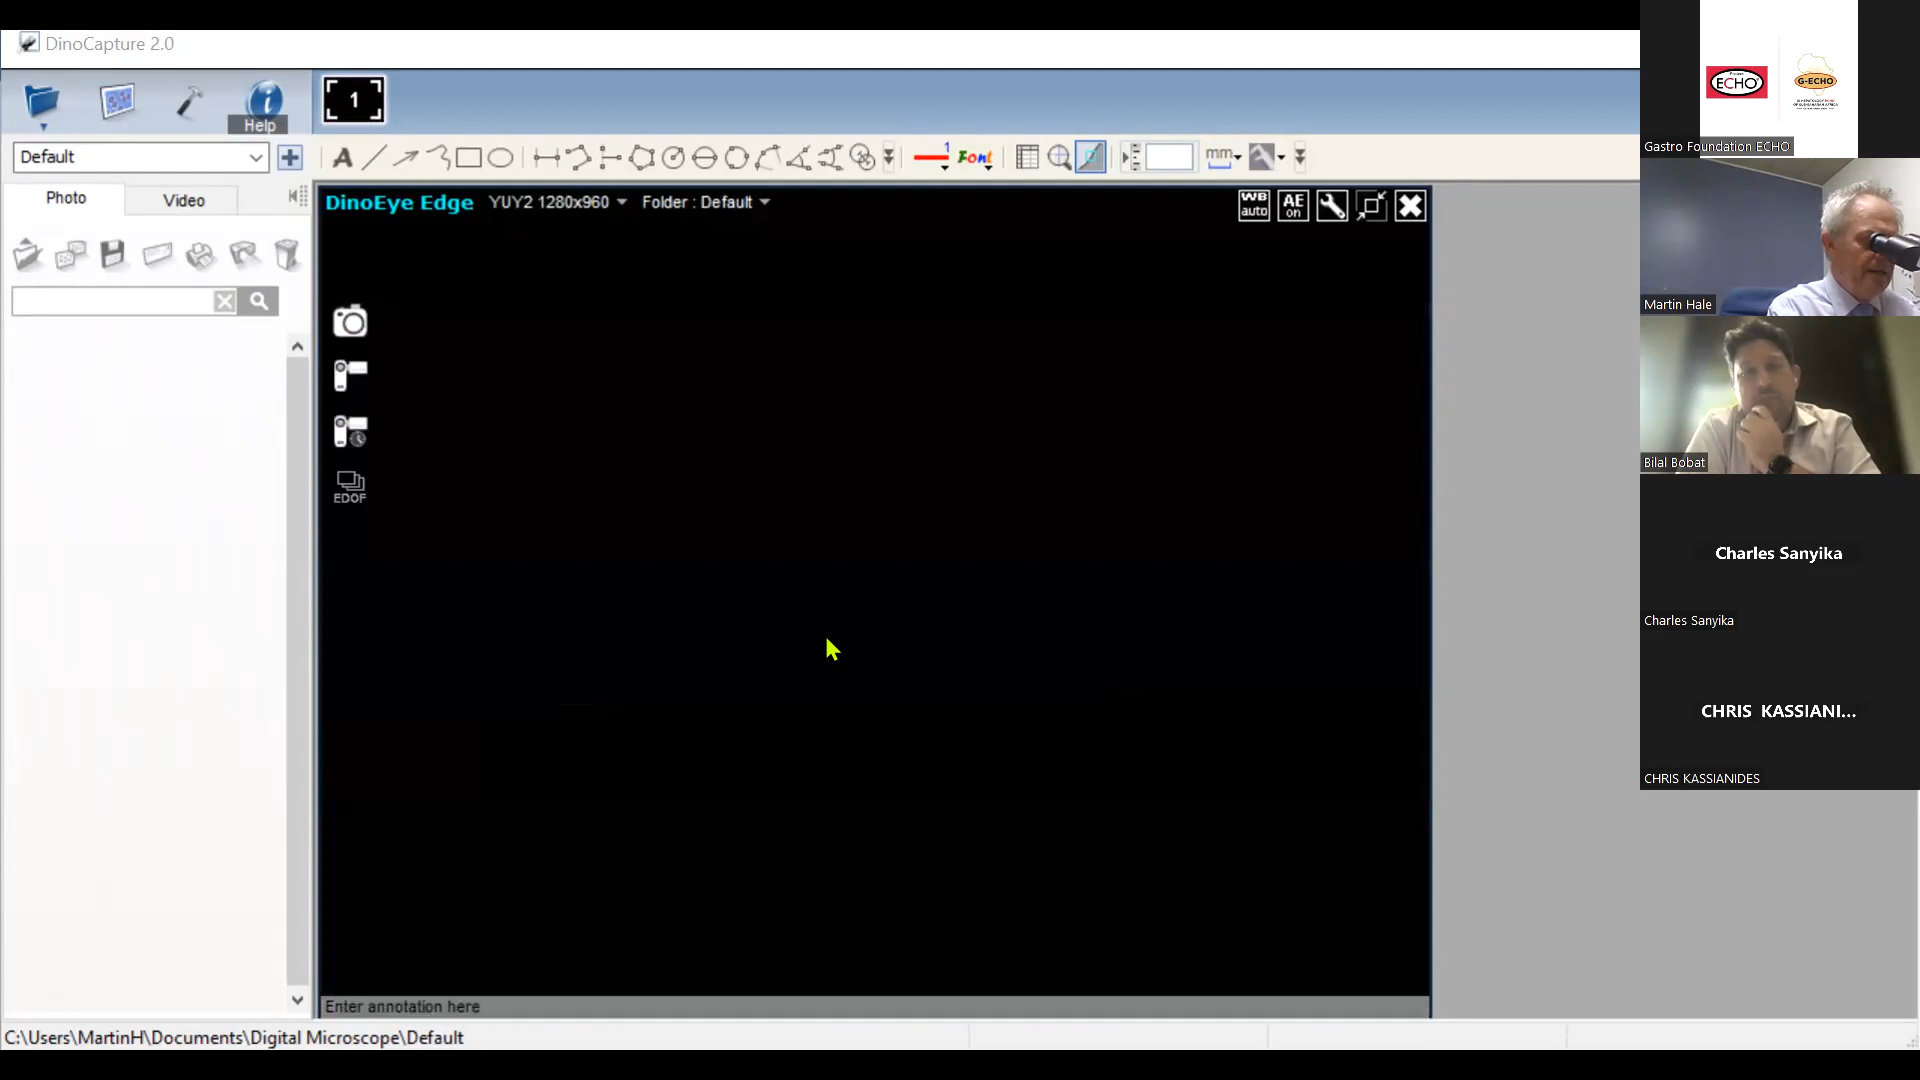 DinoCapture 2.0
Help
1
Default
A
1
Font
mm
Photo
Video
DinoEye Edge YUY2 1280x960 Folder : Default
WB
auto
AE
on
EDOF
Enter annotation here
C:\Users\MartinH\Documents\Digital Microscope\Default
Project
ECHO
G-ECHO
Gastro Foundation ECHO
Martin Hale
Bilal Bobat
Charles Sanyika
Charles Sanyika
CHRIS KASSIANI...
CHRIS KASSIANIDES